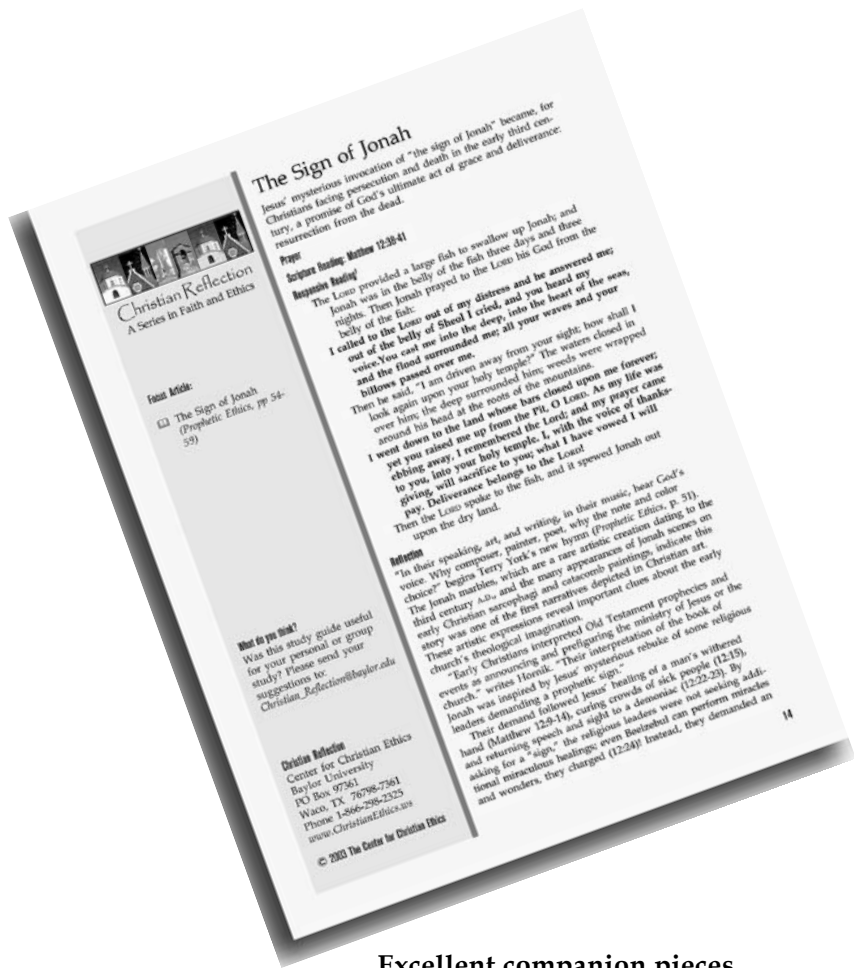 The Sign of Jonah
Jesus' mysterious invocation of "the sign of Jonah" became, for
Christians facing persecution and death in the early third cen-
tury, a promise of God's ultimate act of grace and deliverance:
resurrection from the dead.
Prayer
Scripture Reading: Matthew 12:38-41
Responsive Reading†
The LORD provided a large fish to swallow up Jonah; and
Jonah was in the belly of the fish three days and three
nights. Then Jonah prayed to the LORD his God from the
belly of the fish:
I called to the LORD out of my distress and he answered me;
out of the belly of Sheol I cried, and you heard my
voice.You cast me into the deep, into the heart of the seas,
and the flood surrounded me; all your waves and your
billows passed over me.
Then he said, "I am driven away from your sight; how shall I
look again upon your holy temple?" The waters closed in
over him; the deep surrounded him; weeds were wrapped
around his head at the roots of the mountains.
I went down to the land whose bars closed upon me forever;
yet you raised me up from the Pit, O LORD. As my life was
ebbing away, I remembered the Lord; and my prayer came
to you, into your holy temple. I, with the voice of thanks-
giving, will sacrifice to you; what I have vowed I will
pay. Deliverance belongs to the LORD!
Then the LORD spoke to the fish, and it spewed Jonah out
upon the dry land.
Reflection
"In their speaking, art, and writing, in their music, hear God's
voice. Why composer, painter, poet, why the note and color
choice?" begins Terry York's new hymn (Prophetic Ethics, p. 51).
The Jonah marbles, which are a rare artistic creation dating to the
third century A.D., and the many appearances of Jonah scenes on
early Christian sarcophagi and catacomb paintings, indicate this
story was one of the first narratives depicted in Christian art.
These artistic expressions reveal important clues about the early
church's theological imagination.
"Early Christians interpreted Old Testament prophecies and
events as announcing and prefiguring the ministry of Jesus or the
church," writes Hornik. "Their interpretation of the book of
Jonah was inspired by Jesus' mysterious rebuke of some religious
leaders demanding a prophetic sign."
Their demand followed Jesus' healing of a man's withered
hand (Matthew 12:9-14), curing crowds of sick people (12:15),
and returning speech and sight to a demoniac (12:22-23). By
asking for a "sign," the religious leaders were not seeking addi-
tional miraculous healings; even Beelzebul can perform miracles
and wonders, they charged (12:24)! Instead, they demanded an
14
Christian Reflection
A Series in Faith and Ethics
Focus Article:
The Sign of Jonah
(Prophetic Ethics, pp 54-
59)
What do you think?
Was this study guide useful
for your personal or group
study? Please send your
suggestions to:
Christian_Reflection@baylor.edu
Christian Reflection
Center for Christian Ethics
Baylor University
PO Box 97361
Waco, TX 76798-7361
Phone 1-866-298-2325
www.ChristianEthics.ws
© 2003 The Center for Christian Ethics
Excellent companion pieces